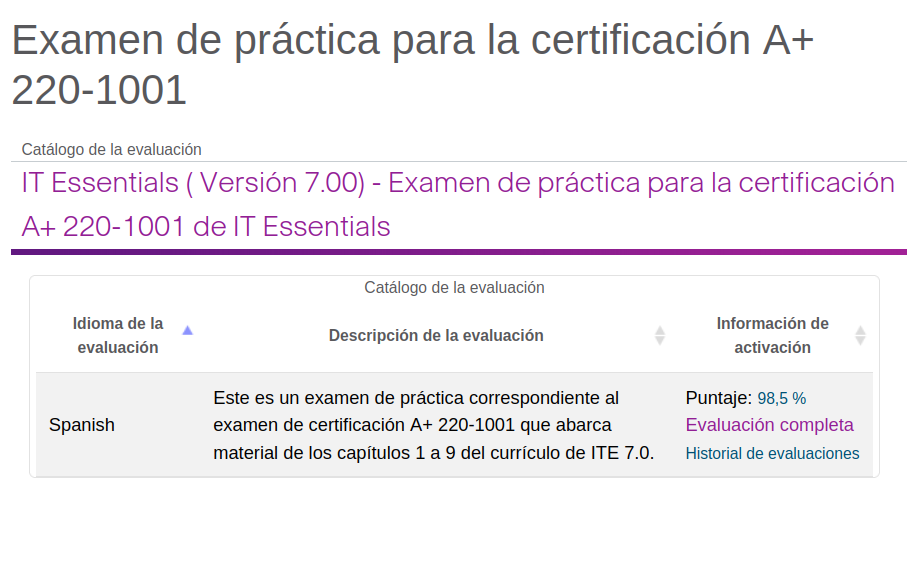 Examen de práctica para la certificación A+
220-1001
Catálogo de la evaluación
IT Essentials ( Versión 7.00) - Examen de práctica para la certificación
A+ 220-1001 de IT Essentials
Catálogo de la evaluación
Idioma de la
evaluación
Descripción de la evaluación
Información de
activación
Spanish
Este es un examen de práctica correspondiente al
examen de certificación A+ 220-1001 que abarca
material de los capítulos 1 a 9 del currículo de ITE 7.0.
Puntaje: 98,5 %
Evaluación completa
Historial de evaluaciones